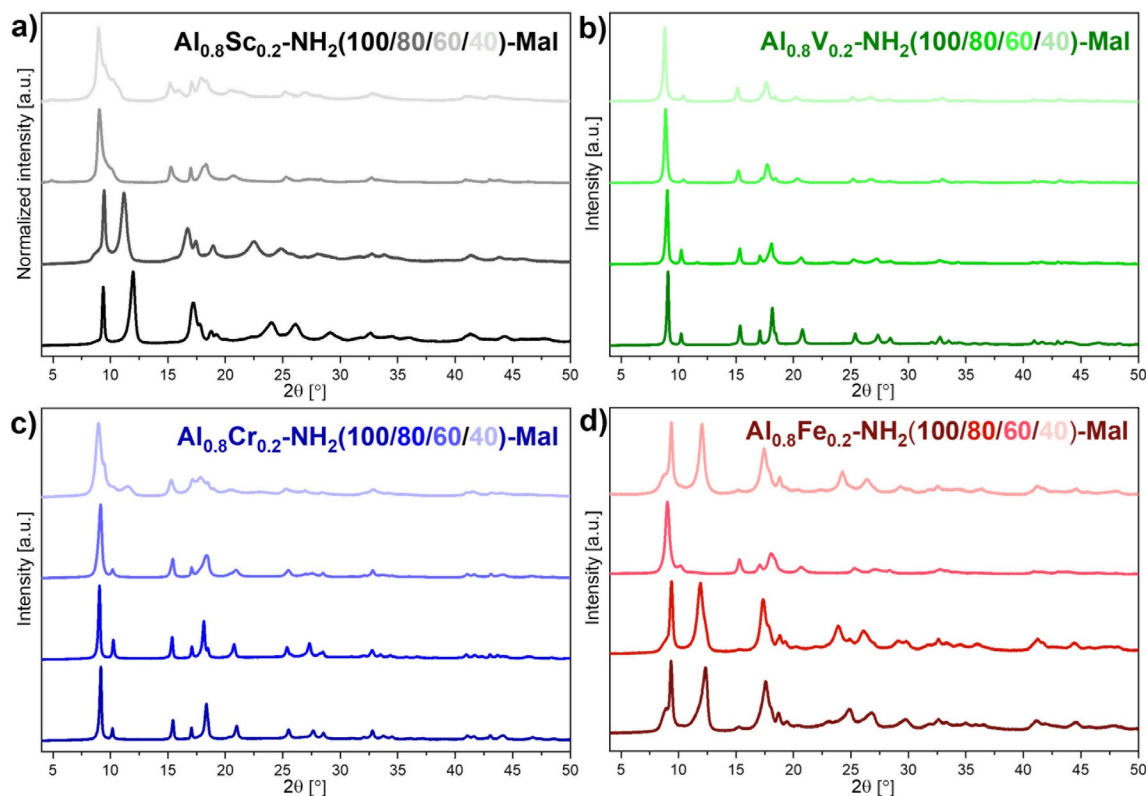 a)
Al0.8Sc0.2-NH2(100/80/60/40)-Mal
Normalized intensity [a.u.]
5 10 15 20 25 30 35 40 45 50
2θ [°]
b)
Al0.8V0.2-NH2(100/80/60/40)-Mal
Intensity [a.u.]
5 10 15 20 25 30 35 40 45 50
2θ [°]
c)
Al0.8Cr0.2-NH2(100/80/60/40)-Mal
Intensity [a.u.]
5 10 15 20 25 30 35 40 45 50
2θ [°]
d)
Al0.8Fe0.2-NH2(100/80/60/40)-Mal
Intensity [a.u.]
5 10 15 20 25 30 35 40 45 50
2θ [°]